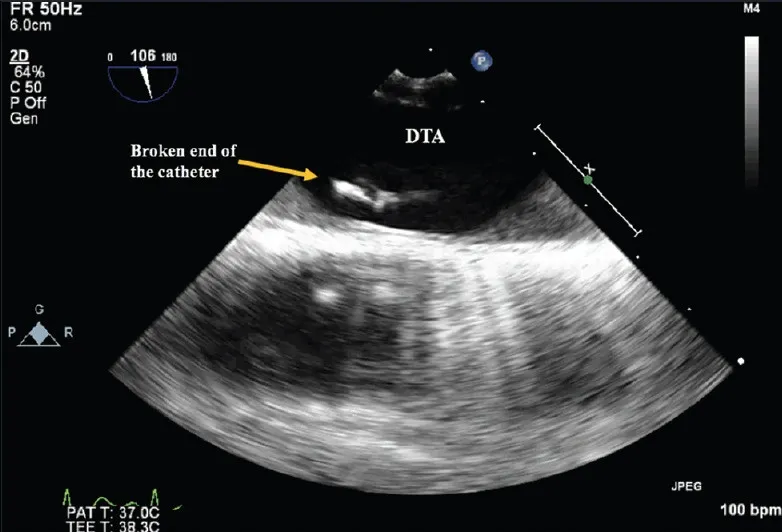 FR 50Hz
6.0cm
M4
2D
64%
C 50
P Off
Gen
0 106 180
P
DTA
Broken end of
the catheter
X
G
P R
JPEG
100 bpm
PAT T: 37.0C
TEE T: 38.3C